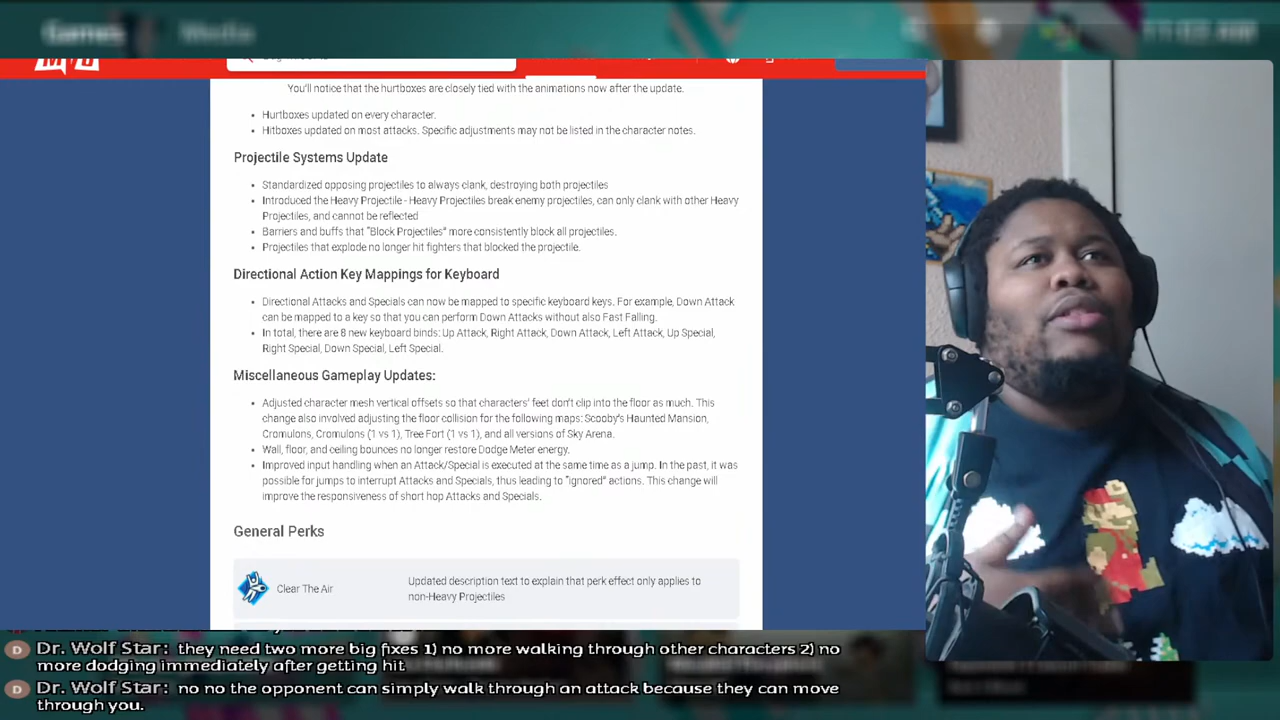 Games
Media
11:02 AM
You'll notice that the hurtboxes are closely tied with the animations now after the update.
• Hurtboxes updated on every character.
• Hitboxes updated on most attacks. Specific adjustments may not be listed in the character notes.
Projectile Systems Update
• Standardized opposing projectiles to always clank, destroying both projectiles
• Introduced the Heavy Projectile - Heavy Projectiles break enemy projectiles, can only clank with other Heavy
Projectiles, and cannot be reflected
• Barriers and buffs that "Block Projectiles" more consistently block all projectiles.
• Projectiles that explode no longer hit fighters that blocked the projectile.
Directional Action Key Mappings for Keyboard
• Directional Attacks and Specials can now be mapped to specific keyboard keys. For example, Down Attack
can be mapped to a key so that you can perform Down Attacks without also Fast Falling.
• In total, there are 8 new keyboard binds: Up Attack, Right Attack, Down Attack, Left Attack, Up Special,
Right Special, Down Special, Left Special.
Miscellaneous Gameplay Updates:
• Adjusted character mesh vertical offsets so that characters' feet don't clip into the floor as much. This
change also involved adjusting the floor collision for the following maps: Scooby's Haunted Mansion,
Cromulons, Cromulons (1 vs 1), Tree Fort (1 vs 1), and all versions of Sky Arena.
• Wall, floor, and ceiling bounces no longer restore Dodge Meter energy.
• Improved input handling when an Attack/Special is executed at the same time as a jump. In the past, it was
possible for jumps to interrupt Attacks and Specials, thus leading to "ignored" actions. This change will
improve the responsiveness of short hop Attacks and Specials.
General Perks
Clear The Air
Updated description text to explain that perk effect only applies to
non-Heavy Projectiles
D Dr. Wolf Star: they need two more big fixes 1) no more walking through other characters 2) no
more dodging immediately after getting hit
D Dr. Wolf Star: no no the opponent can simply walk through an attack because they can move
through you.